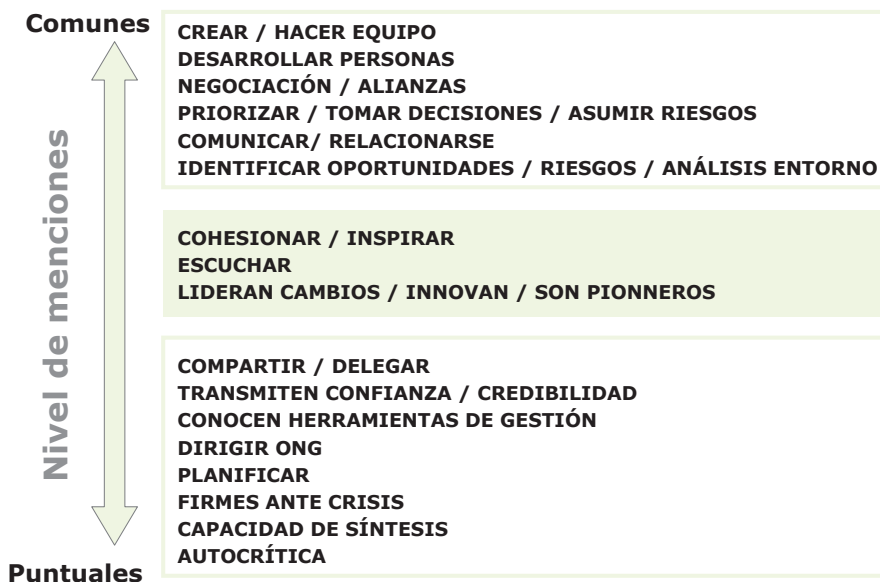 Comunes
CREAR / HACER EQUIPO
DESARROLLAR PERSONAS
NEGOCIACIÓN / ALIANZAS
PRIORIZAR / TOMAR DECISIONES / ASUMIR RIESGOS
COMUNICAR/ RELACIONARSE
IDENTIFICAR OPORTUNIDADES / RIESGOS / ANÁLISIS ENTORNO
Nivel de menciones
COHESIONAR / INSPIRAR
ESCUCHAR
LIDERAN CAMBIOS / INNOVAN / SON PIONNEROS
COMPARTIR / DELEGAR
TRANSMITEN CONFIANZA / CREDIBILIDAD
CONOCEN HERRAMIENTAS DE GESTIÓN
DIRIGIR ONG
PLANIFICAR
FIRMES ANTE CRISIS
CAPACIDAD DE SÍNTESIS
AUTOCRÍTICA
Puntuales